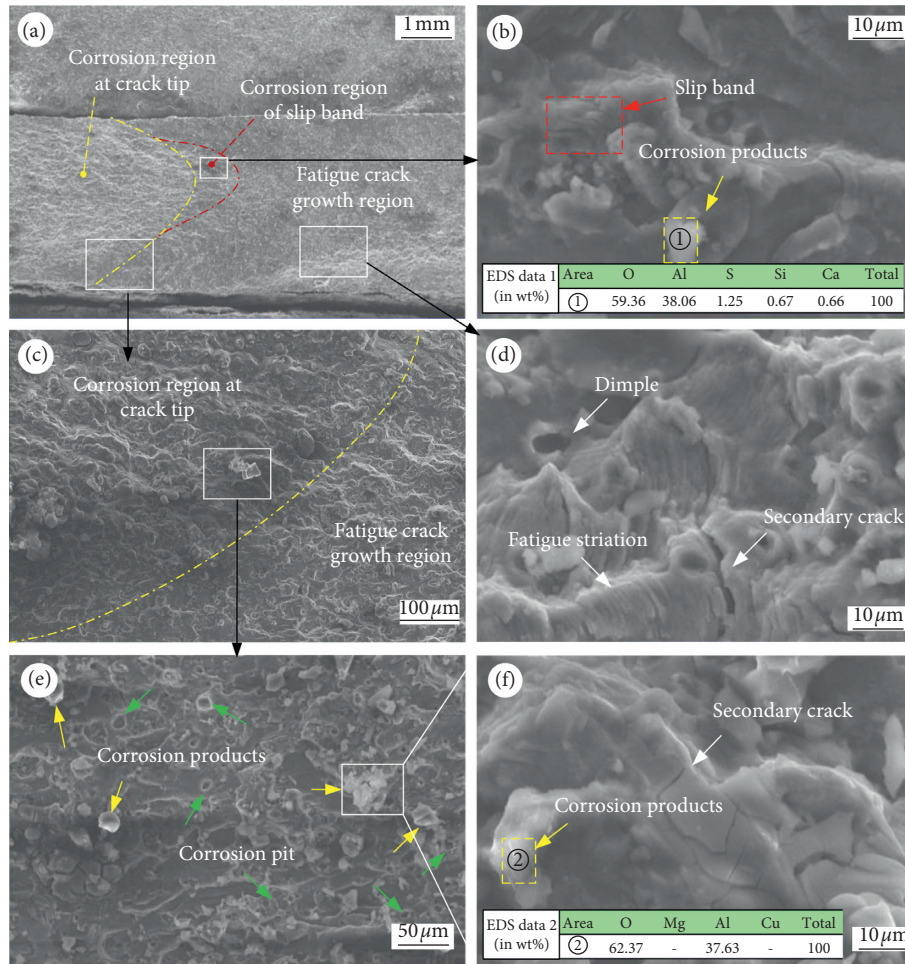 (a)
1 mm
Corrosion region
at crack tip
Corrosion region
of slip band
Fatigue crack
growth region
(b)
10 μm
Slip band
Corrosion products
①
EDS data 1
(in wt%)
Area O Al S Si Ca Total
① 59.36 38.06 1.25 0.67 0.66 100
(c)
Corrosion region at
crack tip
Fatigue crack
growth region
100 μm
(d)
Dimple
Secondary crack
Fatigue striation
10 μm
(e)
Corrosion products
Corrosion pit
50 μm
(f)
Secondary crack
Corrosion products
②
EDS data 2
(in wt%)
Area O Mg Al Cu Total
② 62.37 - 37.63 - 100
10 μm